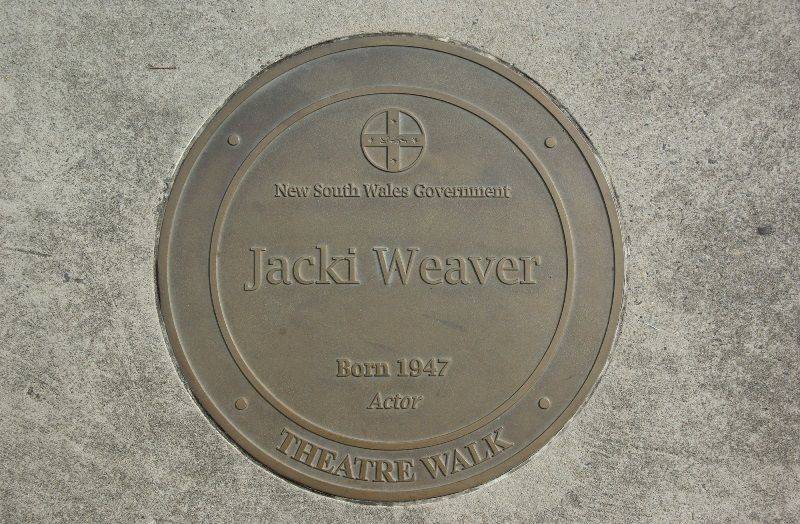 New South Wales Government
Jacki Weaver
Born 1947
Actor
THEATRE WALK